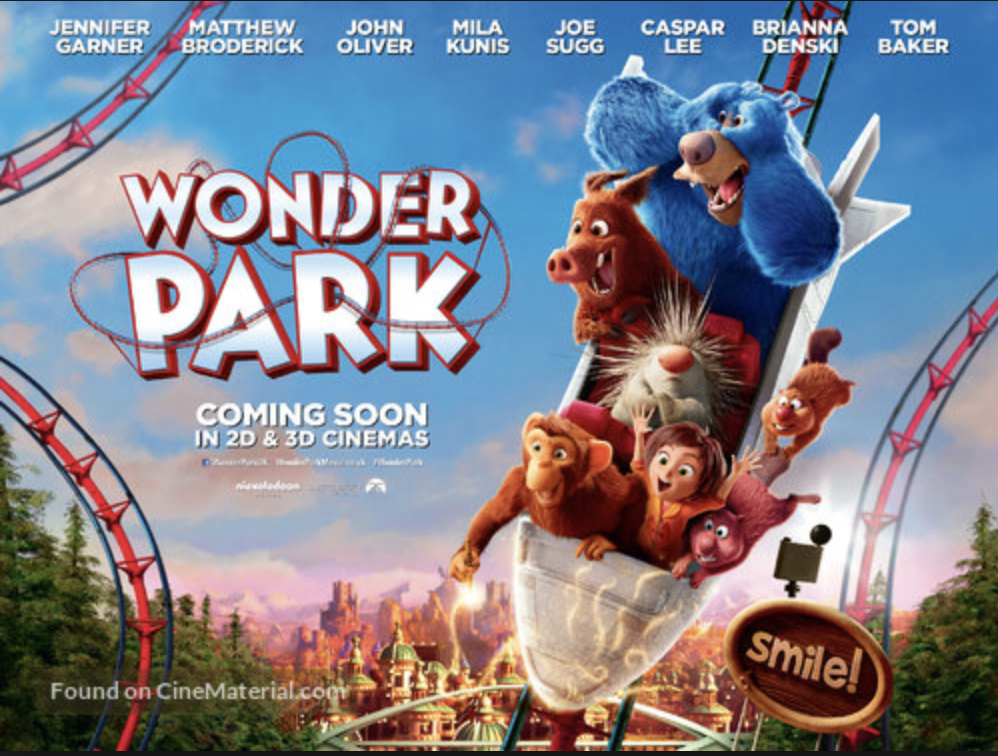 JENNIFER MATTHEW JOHN MILA JOE CASPAR BRIANNA TOM
GARNER BRODERICK OLIVER KUNIS SUGG LEE DENSKI BAKER
WONDER
PARK
COMING SOON
IN 2D & 3D CINEMAS
nickelodeon
smile!
Found on CineMaterial.com